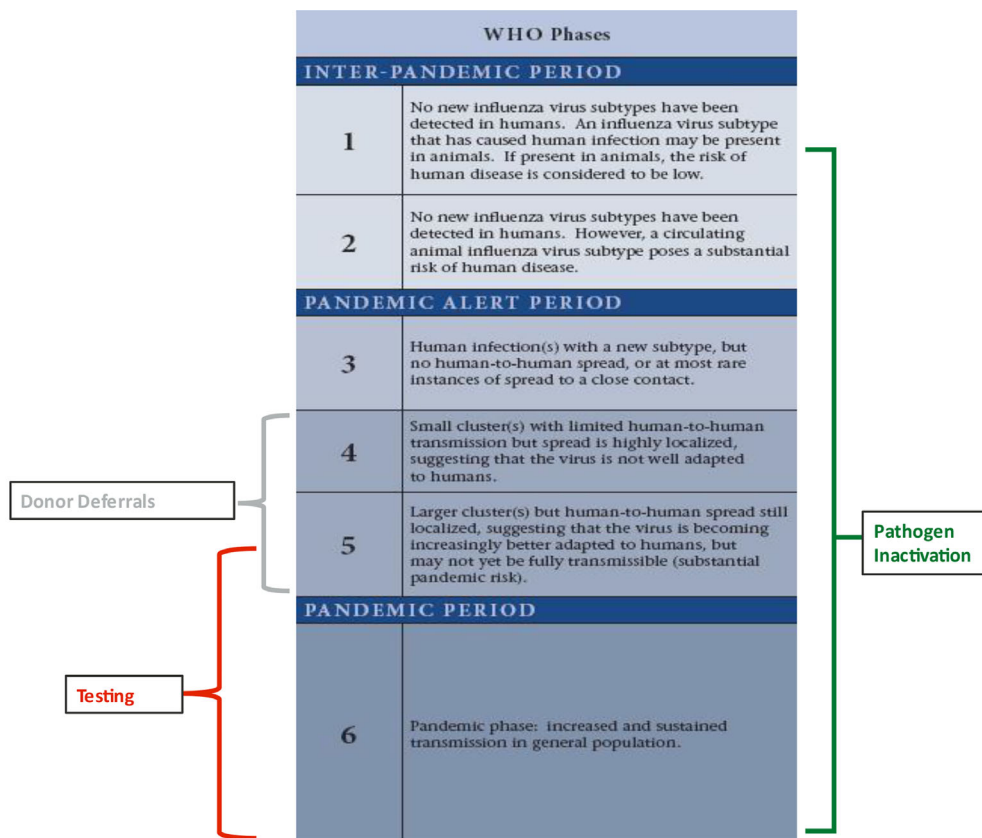 WHO Phases
INTER-PANDEMIC PERIOD
1
No new influenza virus subtypes have been
detected in humans. An influenza virus subtype
that has caused human infection may be present
in animals. If present in animals, the risk of
human disease is considered to be low.
2
No new influenza virus subtypes have been
detected in humans. However, a circulating
animal influenza virus subtype poses a substantial
risk of human disease.
PANDEMIC ALERT PERIOD
3
Human infection(s) with a new subtype, but
no human-to-human spread, or at most rare
instances of spread to a close contact.
4
Small cluster(s) with limited human-to-human
transmission but spread is highly localized,
suggesting that the virus is not well adapted
to humans.
Donor Deferrals
5
Larger cluster(s) but human-to-human spread still
localized, suggesting that the virus is becoming
increasingly better adapted to humans, but
may not yet be fully transmissible (substantial
pandemic risk).
Pathogen
Inactivation
PANDEMIC PERIOD
Testing
6
Pandemic phase: increased and sustained
transmission in general population.